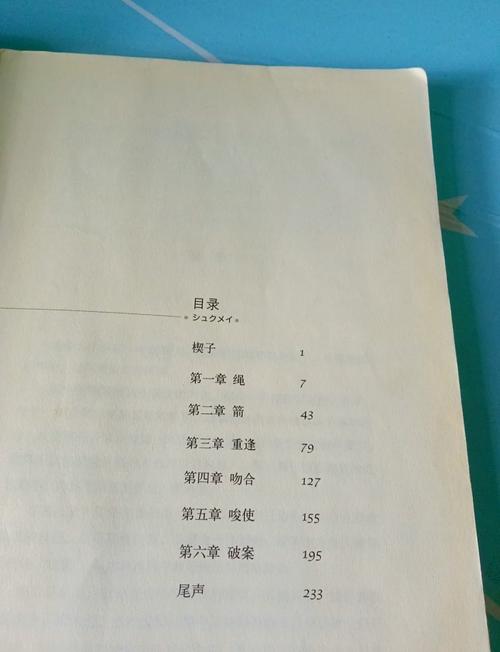 目录
シュクメイ
楔子 1
第一章 绳 7
第二章 箭 43
第三章 重逢 79
第四章 吻合 127
第五章 唆使 155
第六章 破案 195
尾声 233